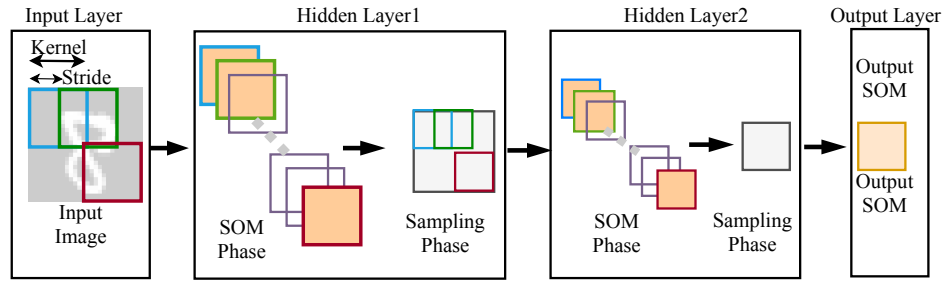 Input Layer
Kernel
Stride
Input
Image
Hidden Layer1
SOM
Phase
Sampling
Phase
Hidden Layer2
SOM
Phase
Sampling
Phase
Output Layer
Output
SOM
Output
SOM